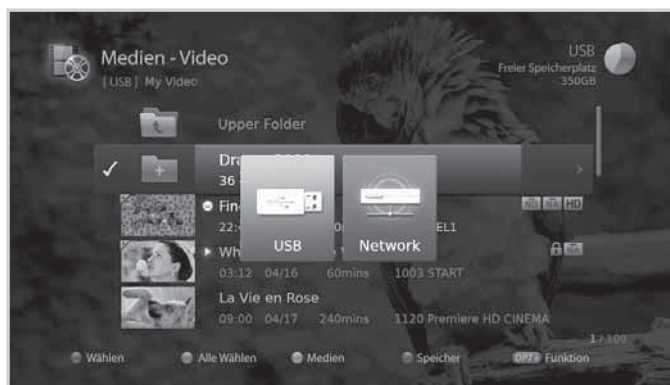 Medien - Video
[ USB ] My Video
USB
Freier Speicherplatz
350GB
Upper Folder
36
USB
Network
HD
1003 START
03:12 04/16 60mins
La Vie en Rose
09:00 04/17 240mins 1120 Premiere HD CINEMA
1 / 100
Wählen
Alle Wählen
Medien
Speicher
OPT+ Funktion